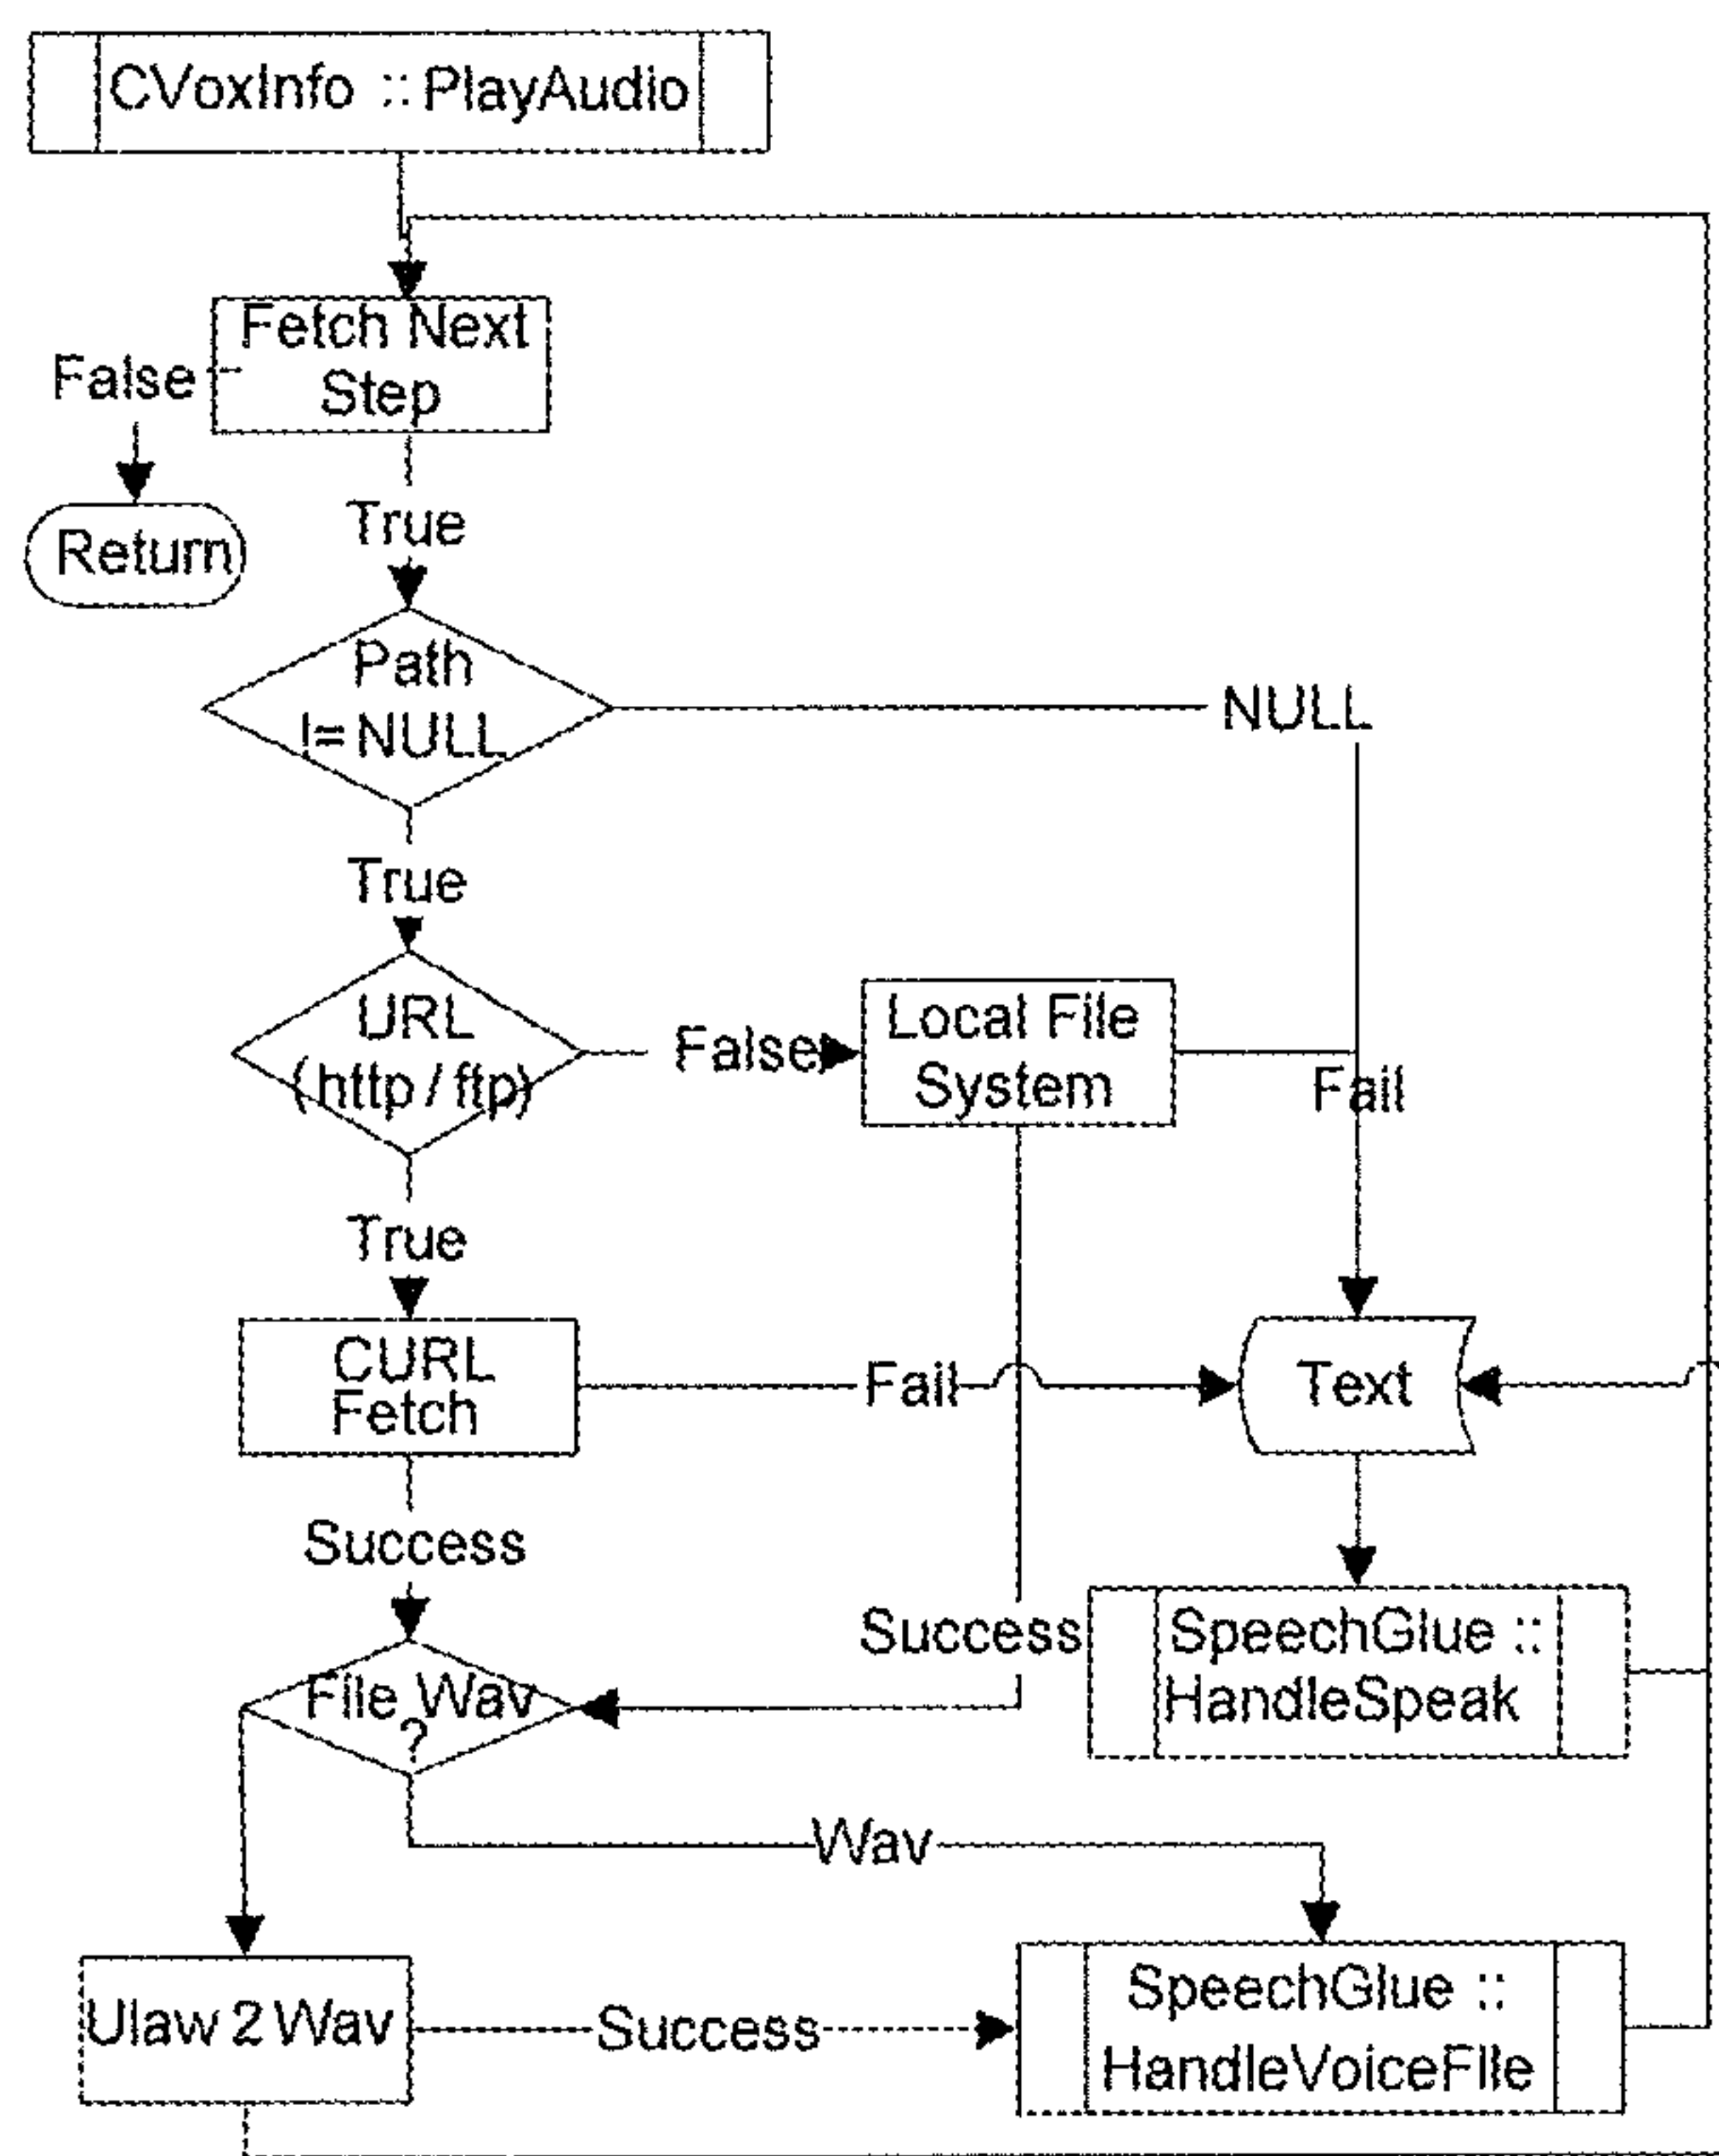 CVoxInfo :: PlayAudio
Fetch Next
Step
False
Return
True
Path
!= NULL
NULL
True
URL
( http / ftp)
False
Local File
System
Fail
True
CURL
Fetch
Fail
Text
Success
Success
SpeechGlue ::
HandleSpeak
File Wav
?
Wav
Ulaw 2 Wav
Success
SpeechGlue ::
HandleVoiceFile